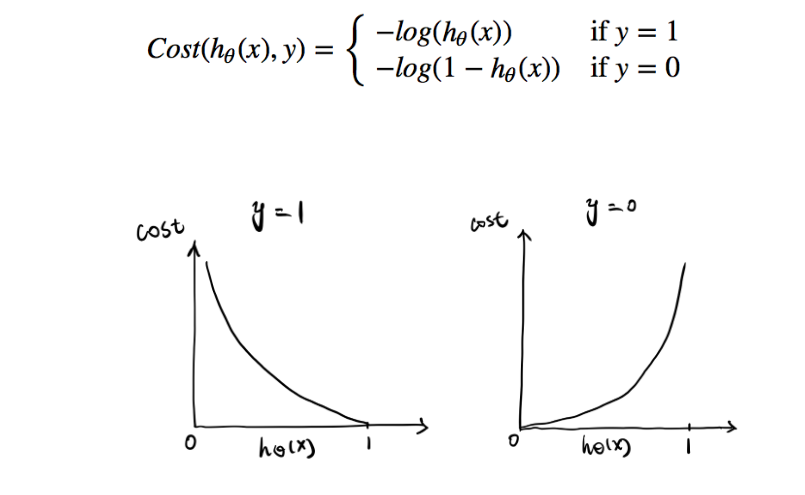 Cost(hθ(x), y) = { −log(hθ(x)) if y = 1
−log(1 − hθ(x)) if y = 0
cost y = 1
cost y = 0
0 hθ(x) 1
0 hθ(x) 1